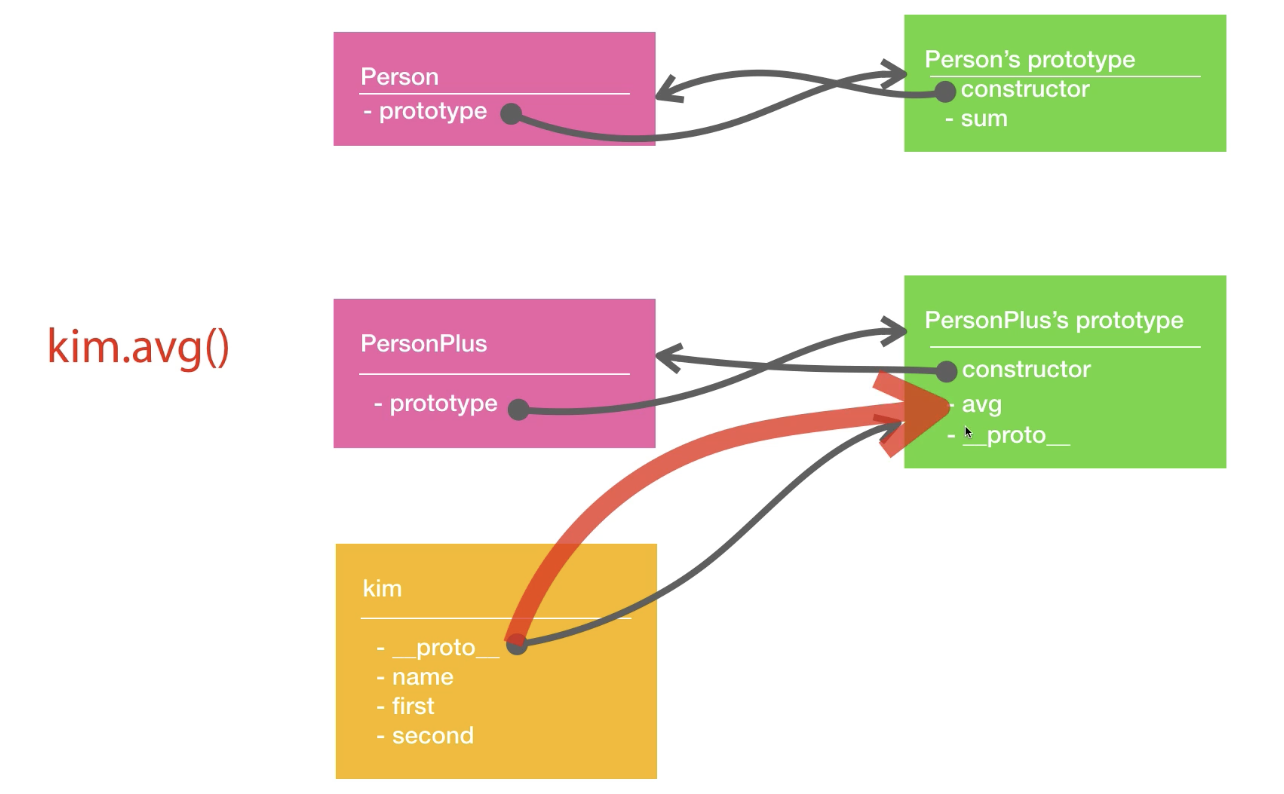 Person
- prototype
Person's prototype
constructor
- sum
kim.avg()
PersonPlus
- prototype
PersonPlus's prototype
constructor
- avg
- __proto__
kim
- __proto__
- name
- first
- second